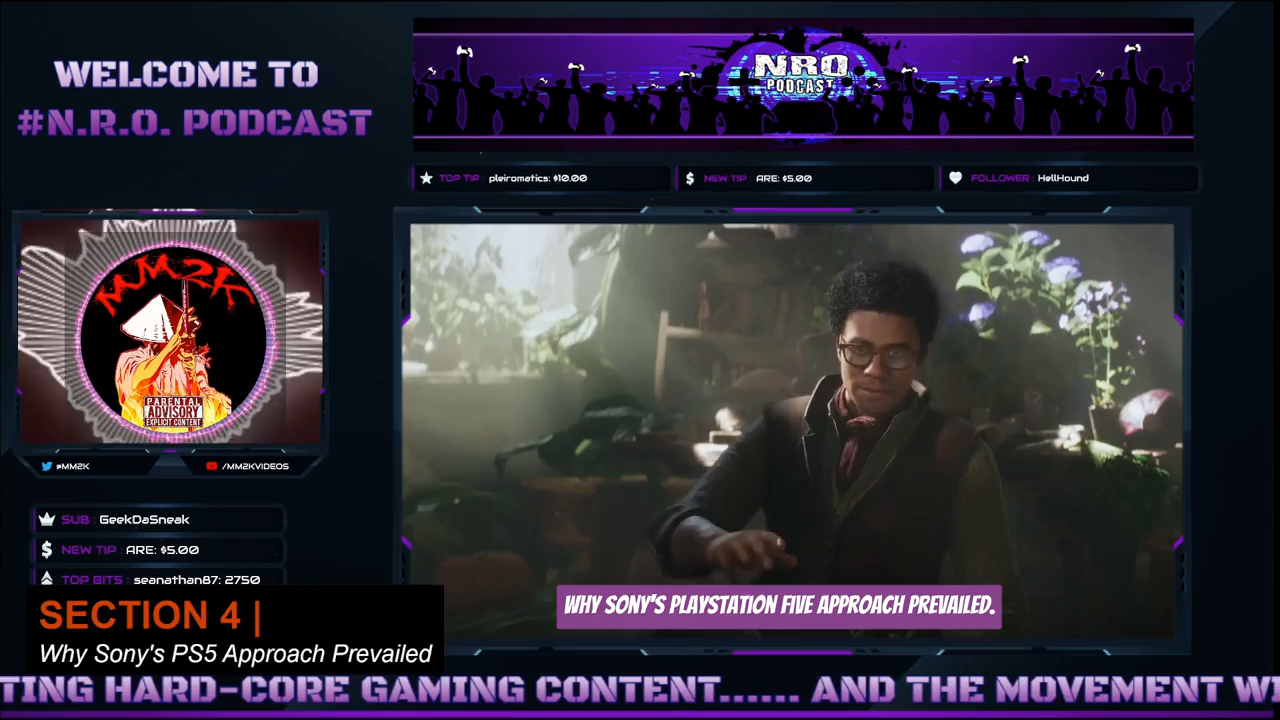 WELCOME TO
#N.R.O. PODCAST
NRO
PODCAST
TOP TIP : pleiromatics: $10.00
NEW TIP : ARE: $5.00
FOLLOWER : HellHound
MM2K
PARENTAL
ADVISORY
EXPLICIT CONTENT
@MM2K
/MM2KVIDEOS
SUB : GeekDaSneak
NEW TIP : ARE: $5.00
TOP BITS : seanathan87: 2750
WHY SONY'S PLAYSTATION FIVE APPROACH PREVAILED.
SECTION 4 |
Why Sony's PS5 Approach Prevailed
TING HARD-CORE GAMING CONTENT...... AND THE MOVEMENT W